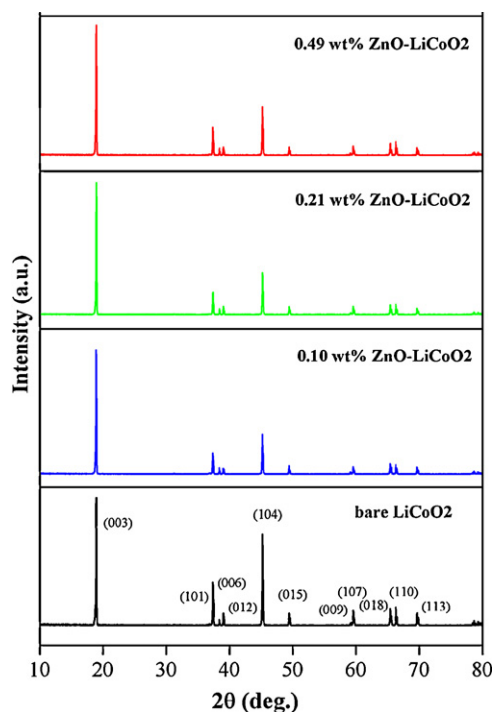 0.49 wt% ZnO-LiCoO2
0.21 wt% ZnO-LiCoO2
0.10 wt% ZnO-LiCoO2
bare LiCoO2
(003)
(104)
(101)
(006)
(012)
(015)
(009)
(107)
(018)
(110)
(113)
Intensity (a.u.)
10 20 30 40 50 60 70 80
2θ (deg.)